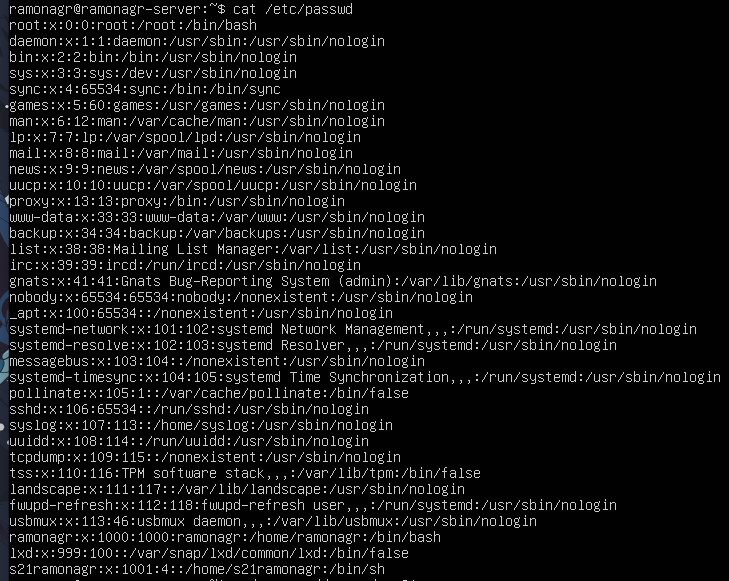 ramonagr@ramonagr-server:~$ cat /etc/passwd
root:x:0:0:root:/root:/bin/bash
daemon:x:1:1:daemon:/usr/sbin:/usr/sbin/nologin
bin:x:2:2:bin:/bin:/usr/sbin/nologin
sys:x:3:3:sys:/dev:/usr/sbin/nologin
sync:x:4:65534:sync:/bin:/bin/sync
games:x:5:60:games:/usr/games:/usr/sbin/nologin
man:x:6:12:man:/var/cache/man:/usr/sbin/nologin
lp:x:7:7:lp:/var/spool/lpd:/usr/sbin/nologin
mail:x:8:8:mail:/var/mail:/usr/sbin/nologin
news:x:9:9:news:/var/spool/news:/usr/sbin/nologin
uucp:x:10:10:uucp:/var/spool/uucp:/usr/sbin/nologin
proxy:x:13:13:proxy:/bin:/usr/sbin/nologin
www-data:x:33:33:www-data:/var/www:/usr/sbin/nologin
backup:x:34:34:backup:/var/backups:/usr/sbin/nologin
list:x:38:38:Mailing List Manager:/var/list:/usr/sbin/nologin
irc:x:39:39:ircd:/run/ircd:/usr/sbin/nologin
gnats:x:41:41:Gnats Bug-Reporting System (admin):/var/lib/gnats:/usr/sbin/nologin
nobody:x:65534:65534:nobody:/nonexistent:/usr/sbin/nologin
_apt:x:100:65534::/nonexistent:/usr/sbin/nologin
systemd-network:x:101:102:systemd Network Management,,,:/run/systemd:/usr/sbin/nologin
systemd-resolve:x:102:103:systemd Resolver,,,:/run/systemd:/usr/sbin/nologin
messagebus:x:103:104::/nonexistent:/usr/sbin/nologin
systemd-timesync:x:104:105:systemd Time Synchronization,,,:/run/systemd:/usr/sbin/nologin
pollinate:x:105:1::/var/cache/pollinate:/bin/false
sshd:x:106:65534::/run/sshd:/usr/sbin/nologin
syslog:x:107:113::/home/syslog:/usr/sbin/nologin
uuidd:x:108:114::/run/uuidd:/usr/sbin/nologin
tcpdump:x:109:115::/nonexistent:/usr/sbin/nologin
tss:x:110:116:TPM software stack,,,:/var/lib/tpm:/bin/false
landscape:x:111:117::/var/lib/landscape:/usr/sbin/nologin
fwupd-refresh:x:112:118:fwupd-refresh user,,,:/run/systemd:/usr/sbin/nologin
usbmux:x:113:46:usbmux daemon,,,:/var/lib/usbmux:/usr/sbin/nologin
ramonagr:x:1000:1000:ramonagr:/home/ramonagr:/bin/bash
lxd:x:999:100::/var/snap/lxd/common/lxd:/bin/false
s21ramonagr:x:1001:4::/home/s21ramonagr:/bin/sh